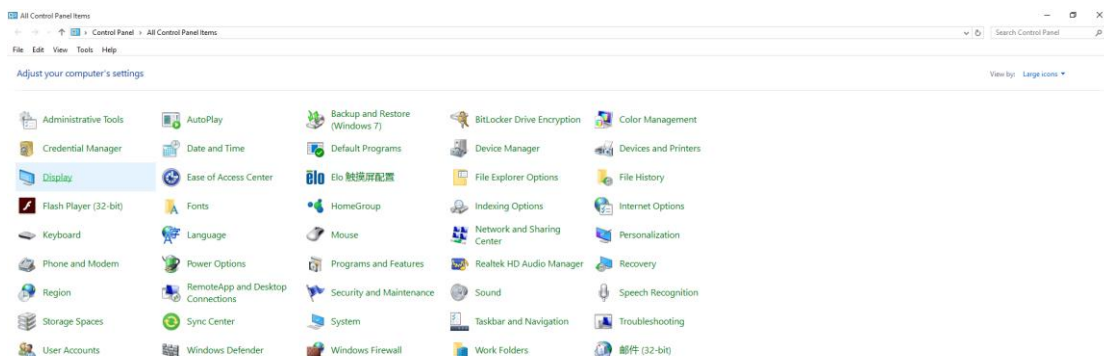 All Control Panel Items
Control Panel › All Control Panel Items
Search Control Panel
File Edit View Tools Help
Adjust your computer's settings
View by: Large icons
Administrative Tools
AutoPlay
Backup and Restore
(Windows 7)
BitLocker Drive Encryption
Color Management
Credential Manager
Date and Time
Default Programs
Device Manager
Devices and Printers
Display
Ease of Access Center
elo Elo 触摸屏配置
File Explorer Options
File History
Flash Player (32-bit)
Fonts
HomeGroup
Indexing Options
Internet Options
Keyboard
Language
Mouse
Network and Sharing
Center
Personalization
Phone and Modem
Power Options
Programs and Features
Realtek HD Audio Manager
Recovery
Region
RemoteApp and Desktop
Connections
Security and Maintenance
Sound
Speech Recognition
Storage Spaces
Sync Center
System
Taskbar and Navigation
Troubleshooting
User Accounts
Windows Defender
Windows Firewall
Work Folders
邮件 (32-bit)